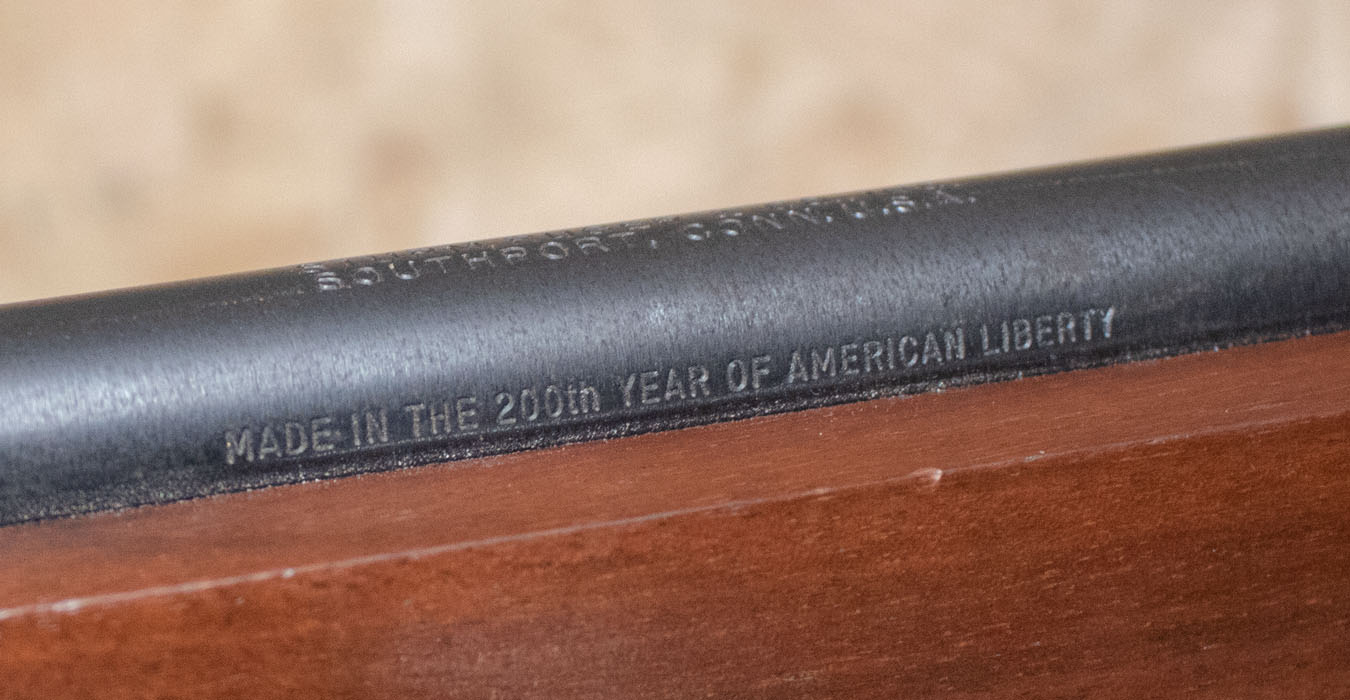 SOUTHPORT, CONN. U.S.A.
MADE IN THE 200th YEAR OF AMERICAN LIBERTY